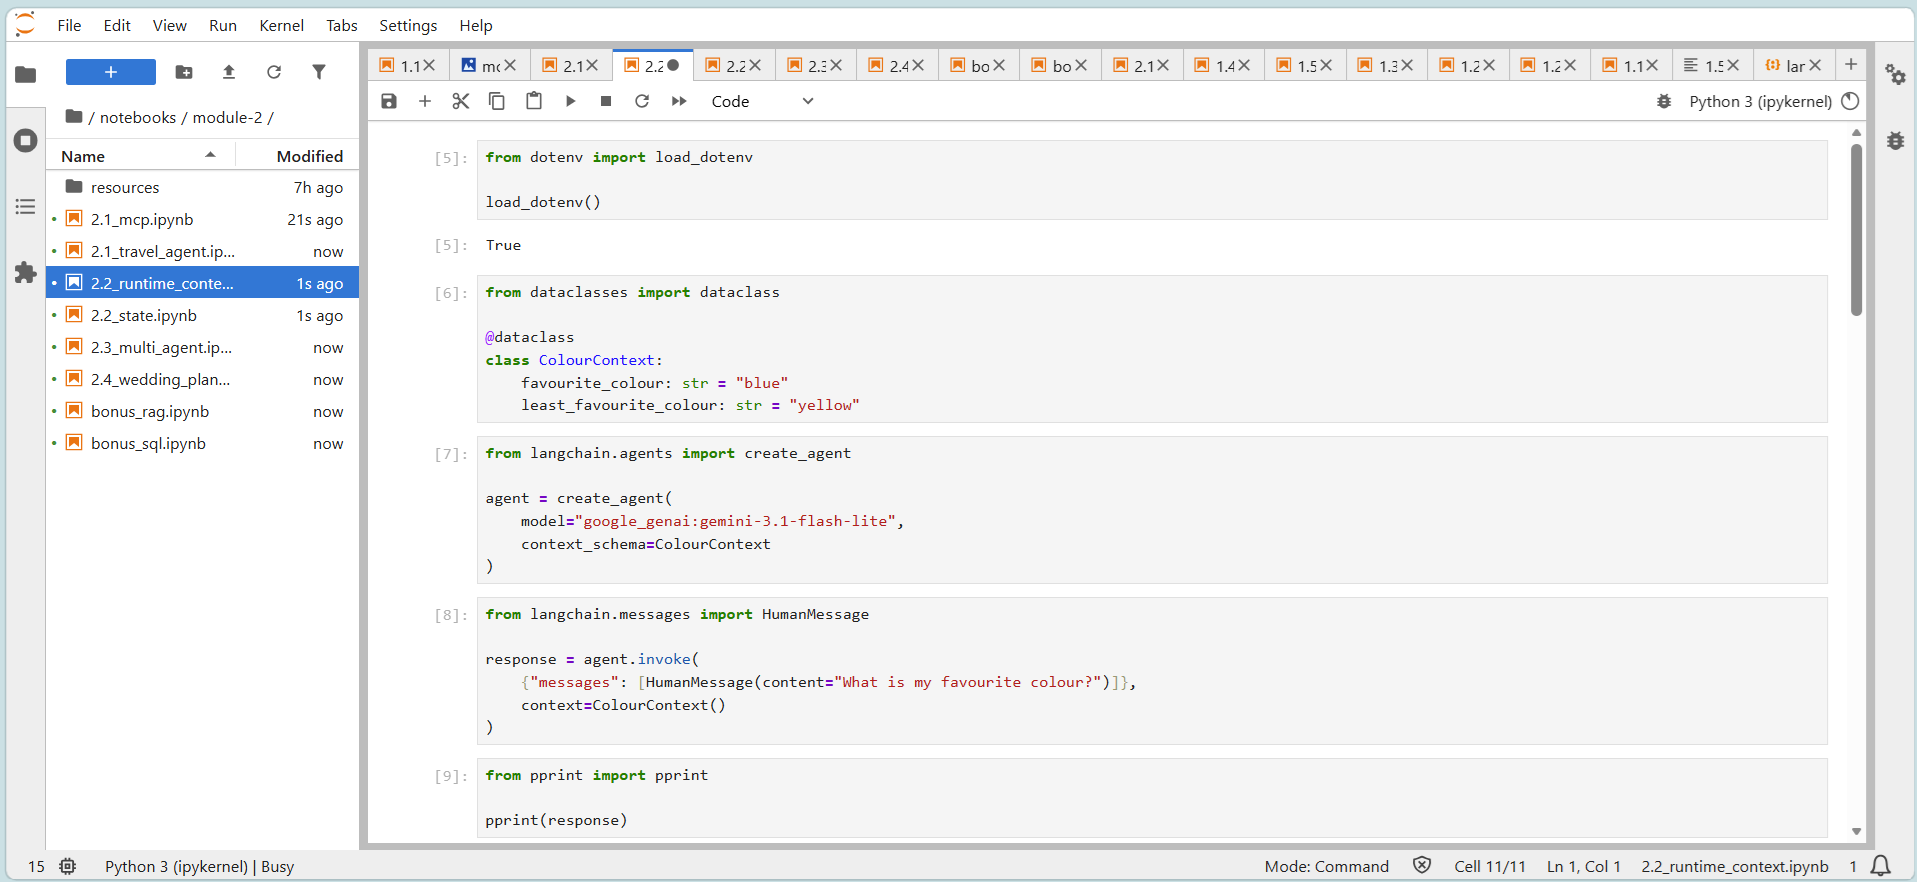 File Edit View Run Kernel Tabs Settings Help
+
/ notebooks / module-2 /
Name Modified
resources 7h ago
2.1_mcp.ipynb 21s ago
2.1_travel_agent.ip... now
2.2_runtime_conte... 1s ago
2.2_state.ipynb 1s ago
2.3_multi_agent.ip... now
2.4_wedding_plan... now
bonus_rag.ipynb now
bonus_sql.ipynb now
1.1 mc 2.1 2.2 2.2 2.3 2.4 bo bo 2.1 1.4 1.5 1.3 1.2 1.2 1.1 1.5 lar +
Code Python 3 (ipykernel)
[5]: from dotenv import load_dotenv
load_dotenv()
[5]: True
[6]: from dataclasses import dataclass
@dataclass
class ColourContext:
favourite_colour: str = "blue"
least_favourite_colour: str = "yellow"
[7]: from langchain.agents import create_agent
agent = create_agent(
model="google_genai:gemini-3.1-flash-lite",
context_schema=ColourContext
)
[8]: from langchain.messages import HumanMessage
response = agent.invoke(
{"messages": [HumanMessage(content="What is my favourite colour?")]},
context=ColourContext()
)
[9]: from pprint import pprint
pprint(response)
15 Python 3 (ipykernel) | Busy Mode: Command Cell 11/11 Ln 1, Col 1 2.2_runtime_context.ipynb 1